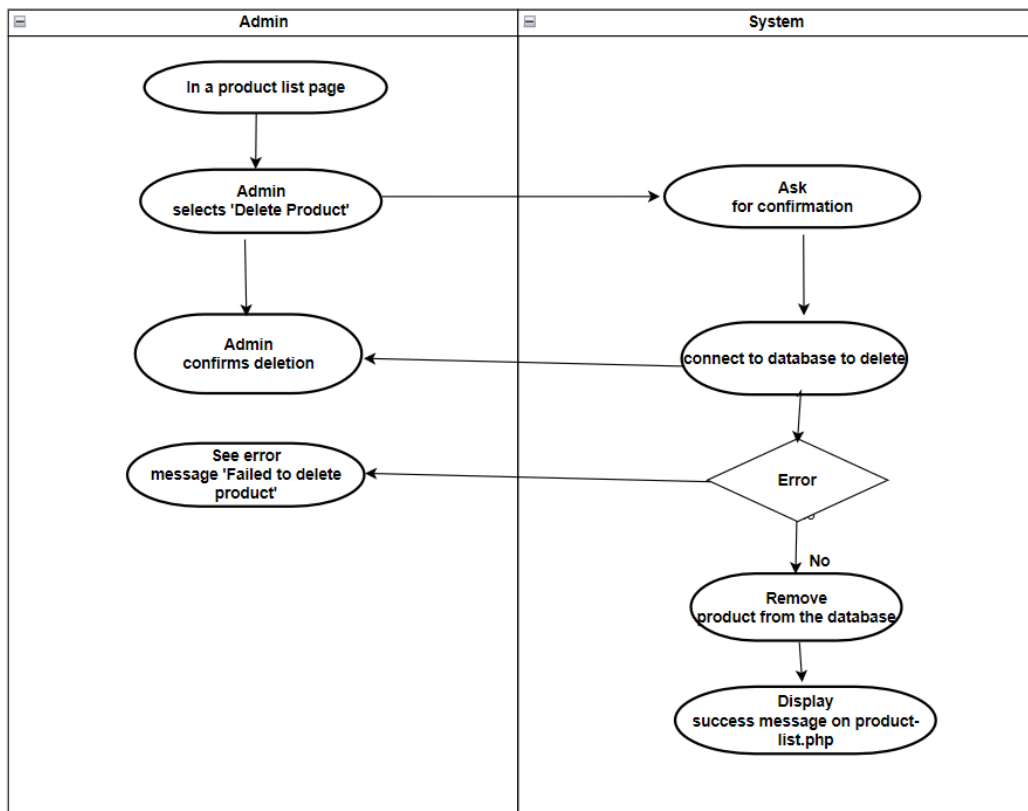 Admin
System
In a product list page
Admin
selects 'Delete Product'
Ask
for confirmation
Admin
confirms deletion
connect to database to delete
See error
message 'Failed to delete
product'
Error
No
Remove
product from the database
Display
success message on product-
list.php